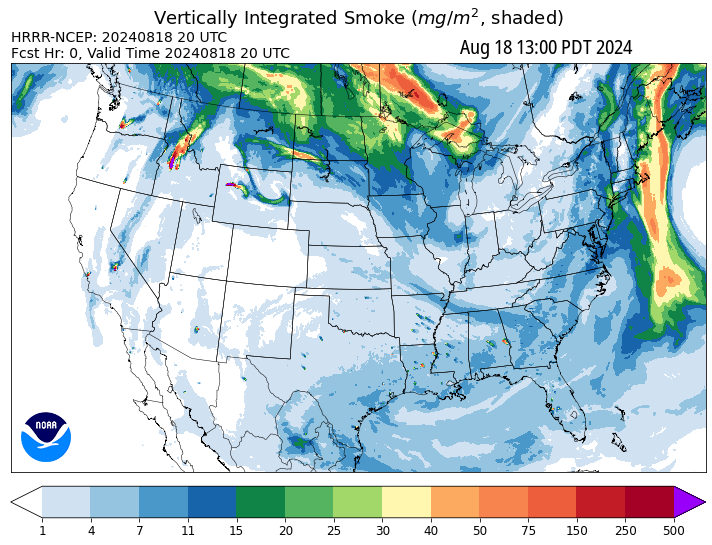 Vertically Integrated Smoke (mg/m², shaded)
HRRR-NCEP: 20240818 20 UTC
Fcst Hr: 0, Valid Time 20240818 20 UTC
Aug 18 13:00 PDT 2024
NOAA
1 4 7 11 15 20 25 30 40 50 75 150 250 500